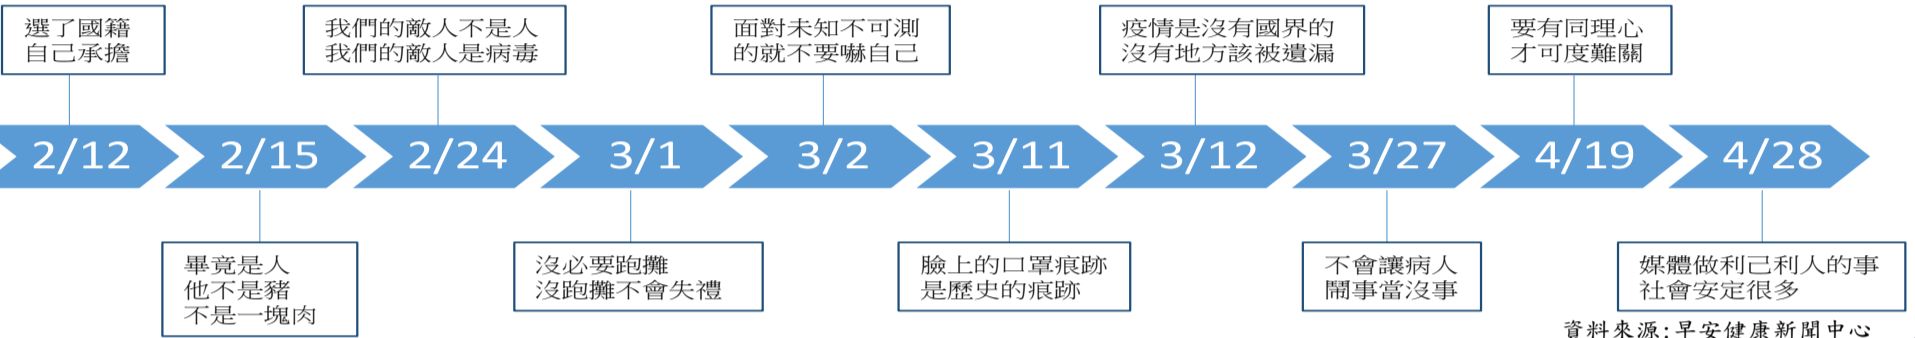 選了國籍
自己承擔
我們的敵人不是人
我們的敵人是病毒
面對未知不可測
的就不要嚇自己
疫情是沒有國界的
沒有地方該被遺漏
要有同理心
才可度難關
2/12
2/15
2/24
3/1
3/2
3/11
3/12
3/27
4/19
4/28
畢竟是人
他不是豬
不是一塊肉
沒必要跑攤
沒跑攤不會失禮
臉上的口罩痕跡
是歷史的痕跡
不會讓病人
鬧事當沒事
媒體做利己利人的事
社會安定很多
資料來源:早安健康新聞中心